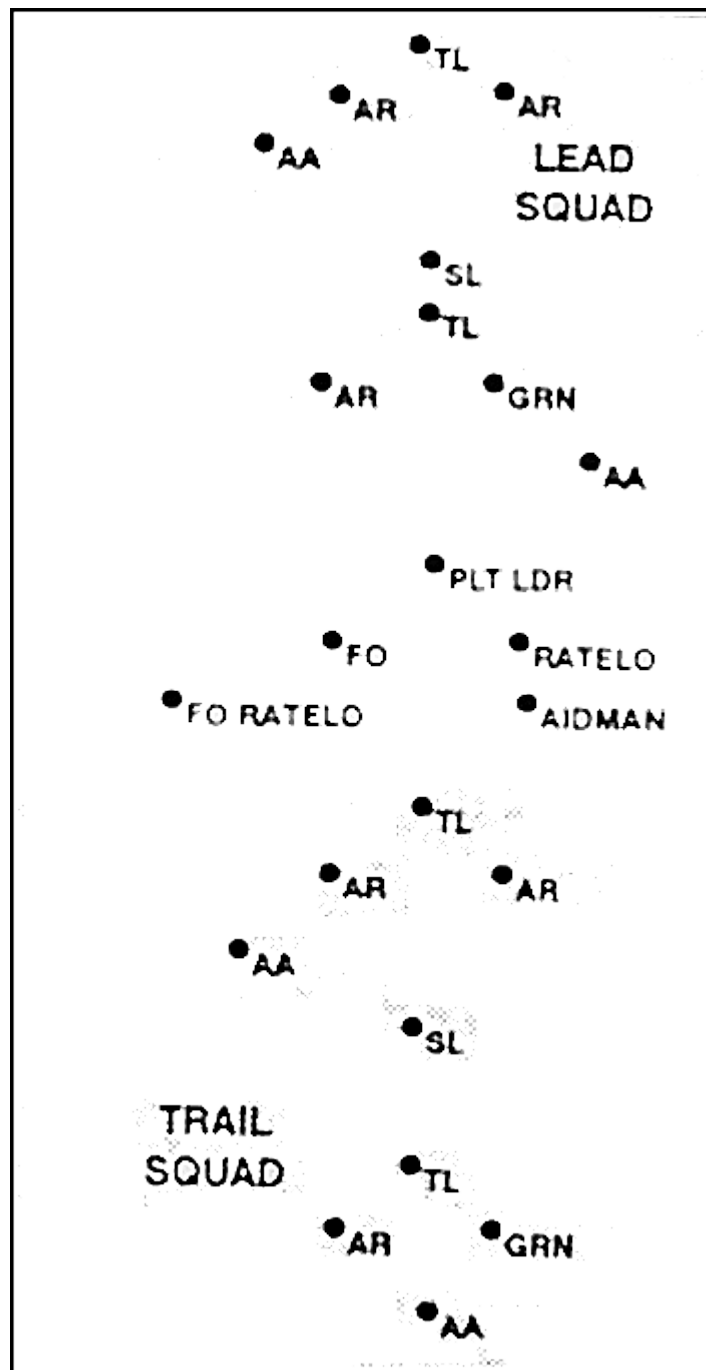 TL
AR
AR
AA
LEAD
SQUAD
SL
TL
AR
GRN
AA
PLT LDR
FO
RATELO
FO RATELO
AIDMAN
TL
AR
AR
AA
SL
TRAIL
SQUAD
TL
AR
GRN
AA